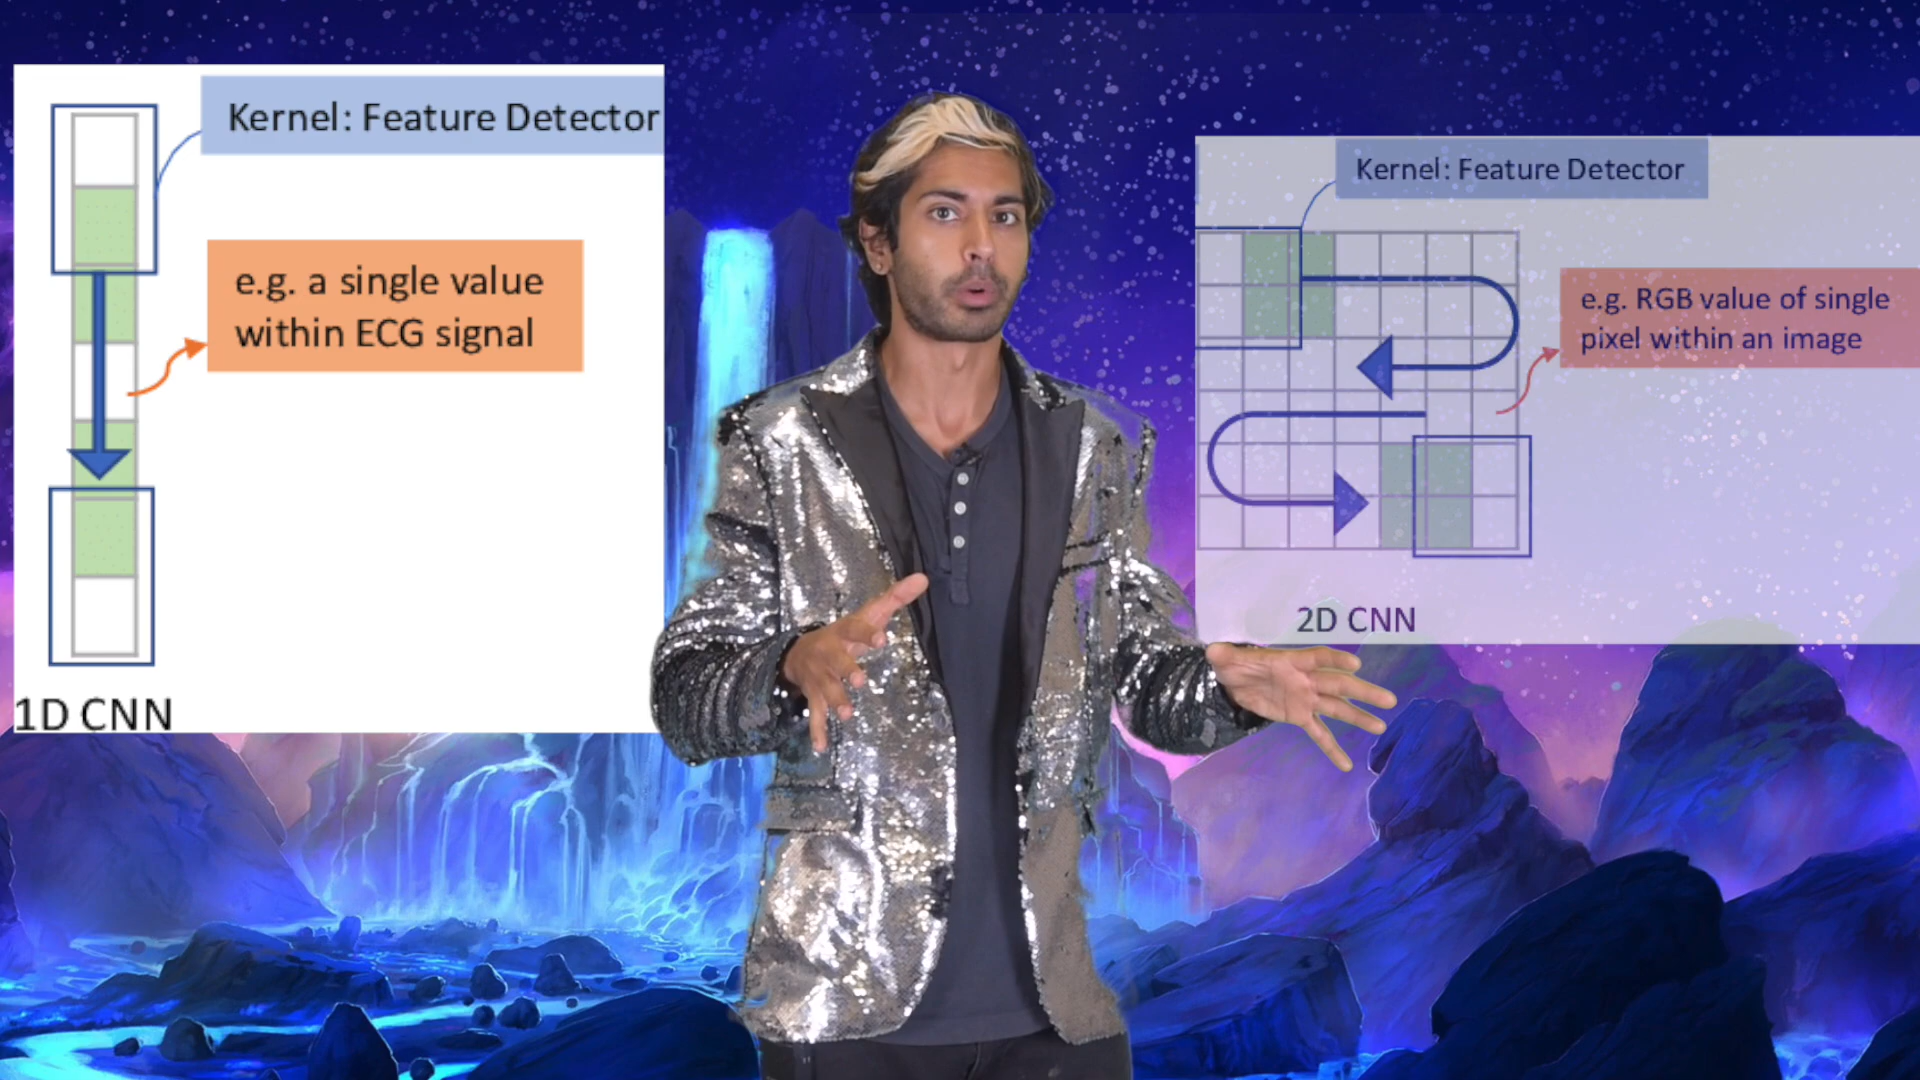 Kernel: Feature Detector
e.g. a single value
within ECG signal
1D CNN
Kernel: Feature Detector
e.g. RGB value of single
pixel within an image
2D CNN